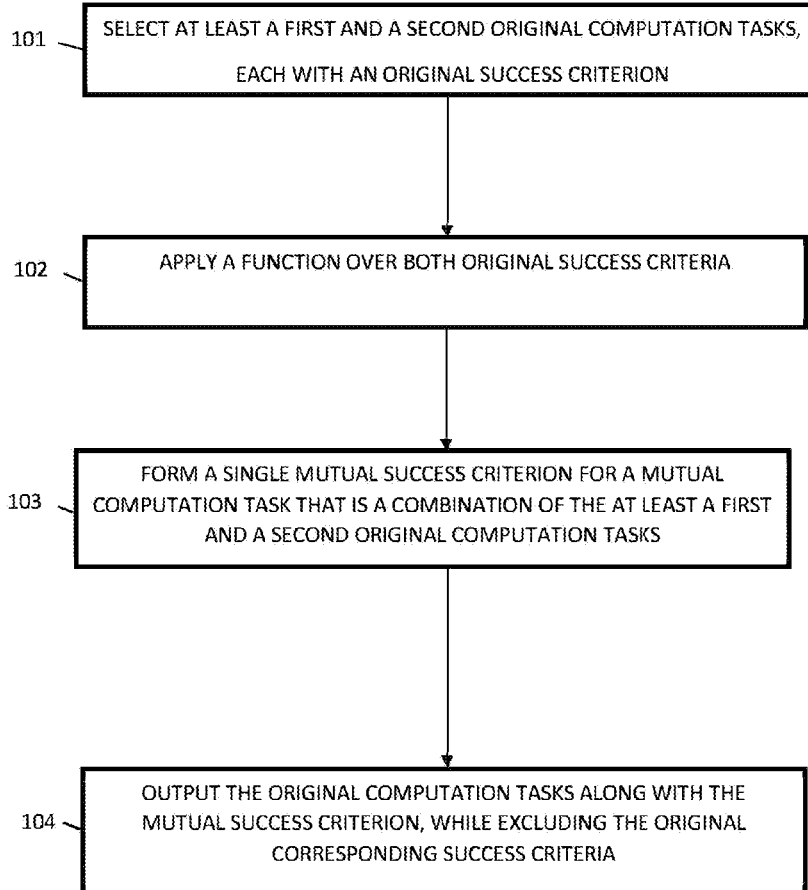 101
SELECT AT LEAST A FIRST AND A SECOND ORIGINAL COMPUTATION TASKS,
EACH WITH AN ORIGINAL SUCCESS CRITERION
102
APPLY A FUNCTION OVER BOTH ORIGINAL SUCCESS CRITERIA
103
FORM A SINGLE MUTUAL SUCCESS CRITERION FOR A MUTUAL
COMPUTATION TASK THAT IS A COMBINATION OF THE AT LEAST A FIRST
AND A SECOND ORIGINAL COMPUTATION TASKS
104
OUTPUT THE ORIGINAL COMPUTATION TASKS ALONG WITH THE
MUTUAL SUCCESS CRITERION, WHILE EXCLUDING THE ORIGINAL
CORRESPONDING SUCCESS CRITERIA